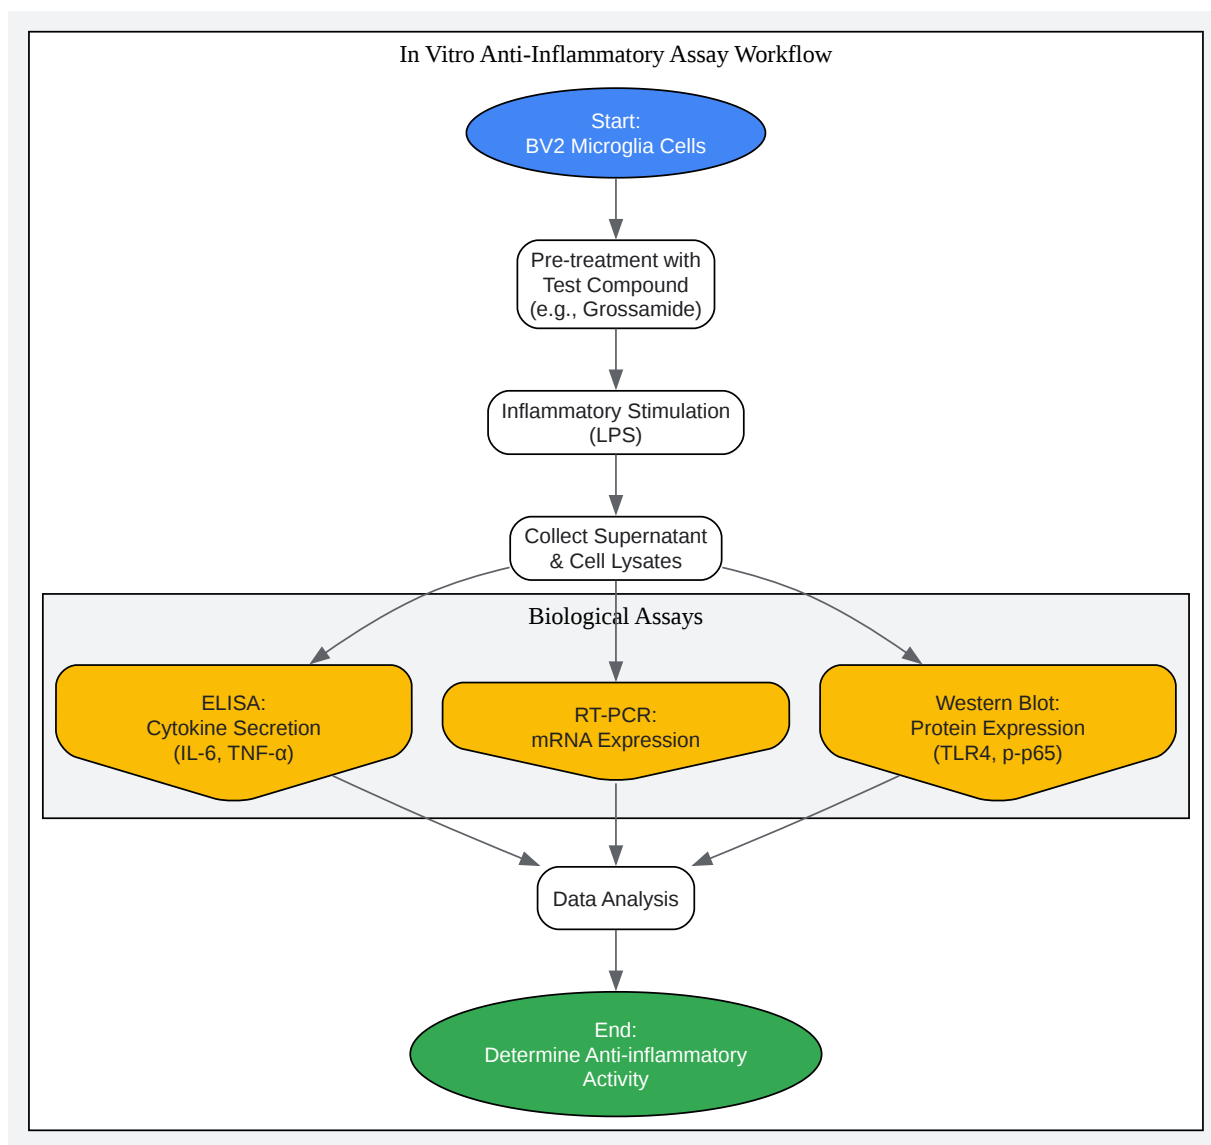 In Vitro Anti-Inflammatory Assay Workflow
Start:
BV2 Microglia Cells
Pre-treatment with
Test Compound
(e.g., Grossamide)
Inflammatory Stimulation
(LPS)
Collect Supernatant
& Cell Lysates
Biological Assays
ELISA:
Cytokine Secretion
(IL-6, TNF-α)
RT-PCR:
mRNA Expression
Western Blot:
Protein Expression
(TLR4, p-p65)
Data Analysis
End:
Determine Anti-inflammatory
Activity